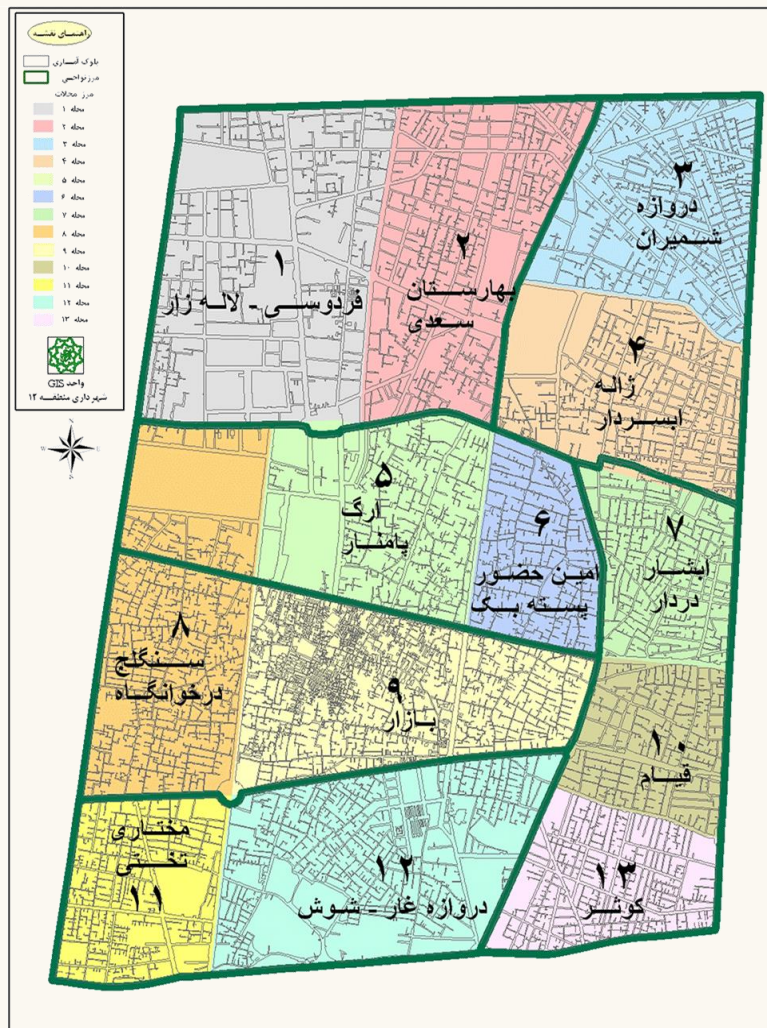 راهنمای نقشه
بلوک آماری
مرز نواحی
مرز محلات
محله ۱
محله ۲
محله ۳
محله ۴
محله ۵
محله ۶
محله ۷
محله ۸
محله ۹
محله ۱۰
محله ۱۱
محله ۱۲
محله ۱۳
واحد GIS
شهرداری منطقه ۱۲
N
E
S
W
۱
فردوسی - لاله زار
۲
بهارستان
سعدی
۳
دروازه
شمیران
۴
ژاله
ابسردار
۵
ارگ
پامنار
۶
امین حضور
پسته بک
۷
ابشار
دردار
۸
سنگلج
درخوانگاه
۹
بازار
۱۰
قیام
مختاری
تختی
۱۱
۱۲
دروازه غار - شوش
۱۳
کوثر